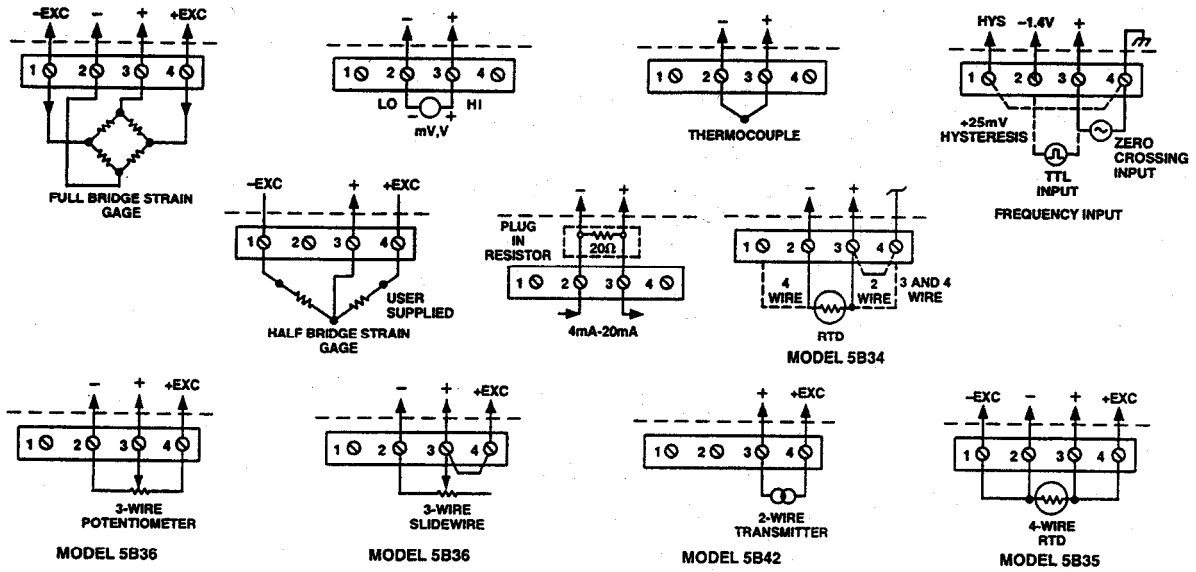 –EXC – + +EXC
1 2 3 4
FULL BRIDGE STRAIN
GAGE
– +
1 2 3 4
LO HI
– +
mV,V
– +
1 2 3 4
THERMOCOUPLE
HYS –1.4V +
1 2 3 4
+25mV
HYSTERESIS
ZERO
CROSSING
INPUT
TTL
INPUT
FREQUENCY INPUT
–EXC + +EXC
1 2 3 4
USER
SUPPLIED
HALF BRIDGE STRAIN
GAGE
– +
PLUG
IN
RESISTOR
20Ω
1 2 3 4
4mA-20mA
– +
1 2 3 4
4
WIRE
2
WIRE
3 AND 4
WIRE
RTD
MODEL 5B34
– + +EXC
1 2 3 4
3-WIRE
POTENTIOMETER
MODEL 5B36
– + +EXC
1 2 3 4
3-WIRE
SLIDEWIRE
MODEL 5B36
+ +EXC
1 2 3 4
2-WIRE
TRANSMITTER
MODEL 5B42
–EXC – + +EXC
1 2 3 4
4-WIRE
RTD
MODEL 5B35